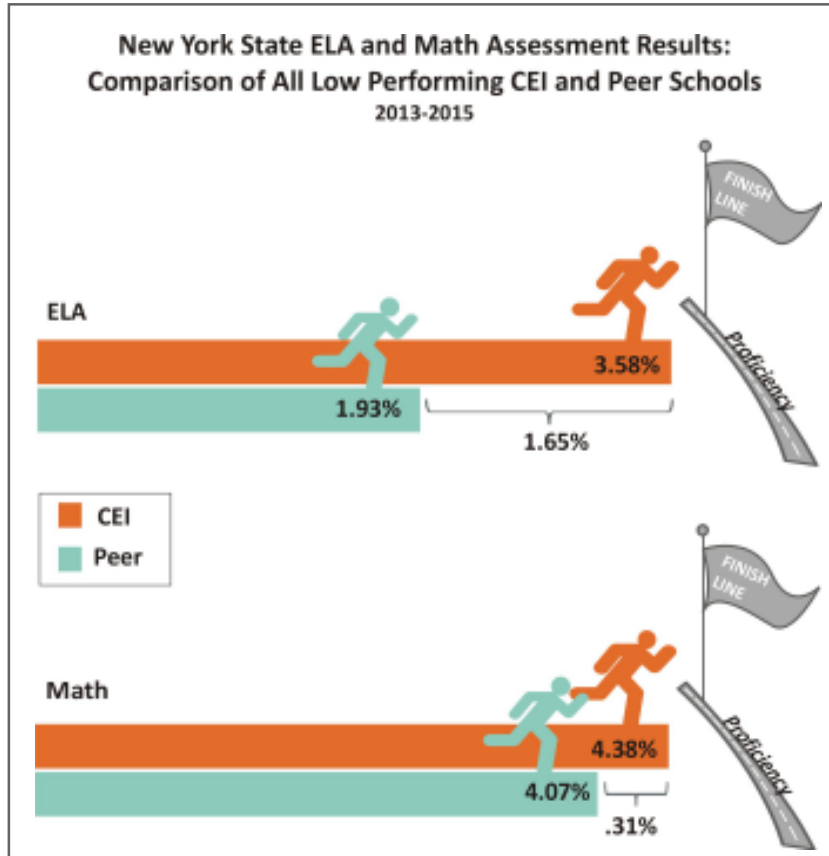 New York State ELA and Math Assessment Results:
Comparison of All Low Performing CEI and Peer Schools
2013-2015
FINISH
LINE
ELA
Proficiency
3.58%
1.93%
1.65%
CEI
Peer
FINISH
LINE
Math
Proficiency
4.38%
4.07%
.31%